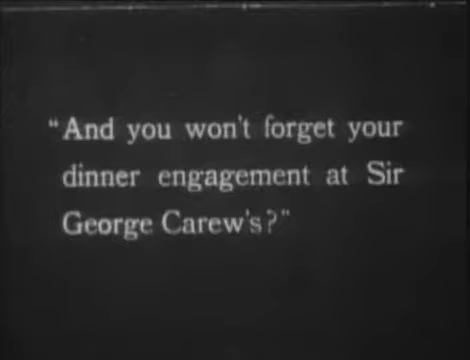 “And you won't forget your
dinner engagement at Sir
George Carew's?”